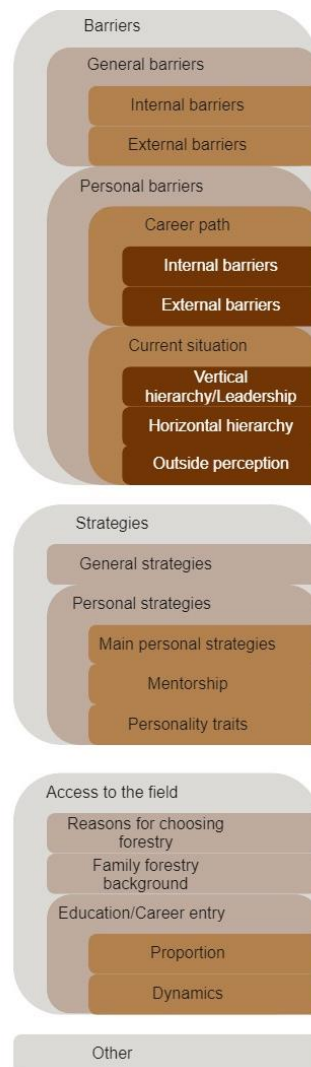 Barriers
General barriers
Internal barriers
External barriers
Personal barriers
Career path
Internal barriers
External barriers
Current situation
Vertical
hierarchy/Leadership
Horizontal hierarchy
Outside perception
Strategies
General strategies
Personal strategies
Main personal strategies
Mentorship
Personality traits
Access to the field
Reasons for choosing
forestry
Family forestry
background
Education/Career entry
Proportion
Dynamics
Other